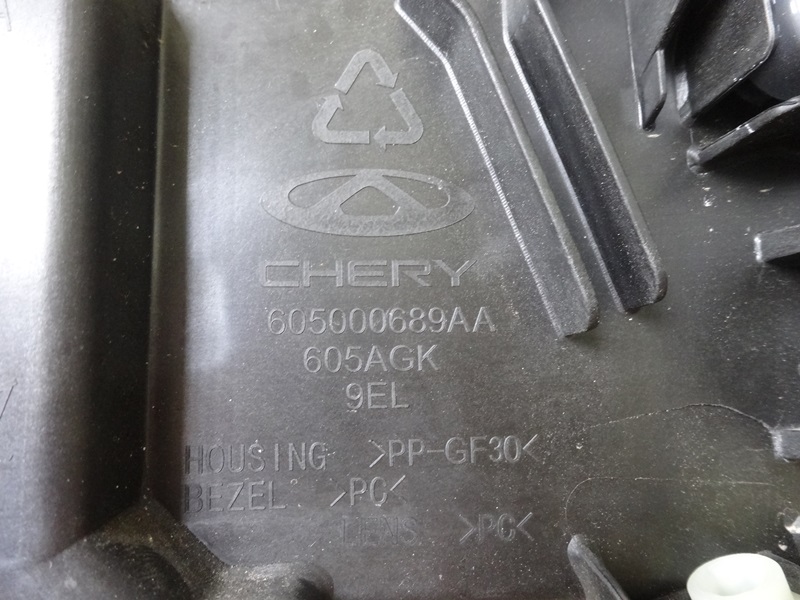 CHERY
605000689AA
605AGK
9EL
HOUSING >PP-GF30<
BEZEL >PC<
LENS >PC<